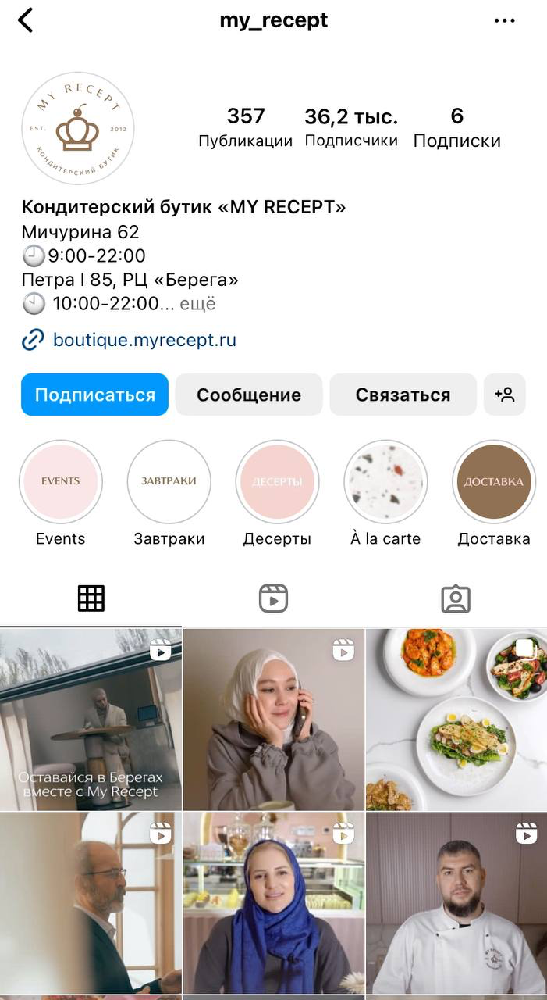 my_recept
MY RECEPT
EST. 2012
КОНДИТЕРСКИЙ БУТИК
357
Публикации
36,2 тыс.
Подписчики
6
Подписки
Кондитерский бутик «MY RECEPT»
Мичурина 62
🕘9:00-22:00
Петра I 85, РЦ «Берега»
🕙 10:00-22:00... ещё
boutique.myrecept.ru
Подписаться
Сообщение
Связаться
EVENTS
ЗАВТРАКИ
ДЕСЕРТЫ
ДОСТАВКА
Events
Завтраки
Десерты
À la carte
Доставка
Оставайся в Берегах
вместе с My Recept
MY RECEPT